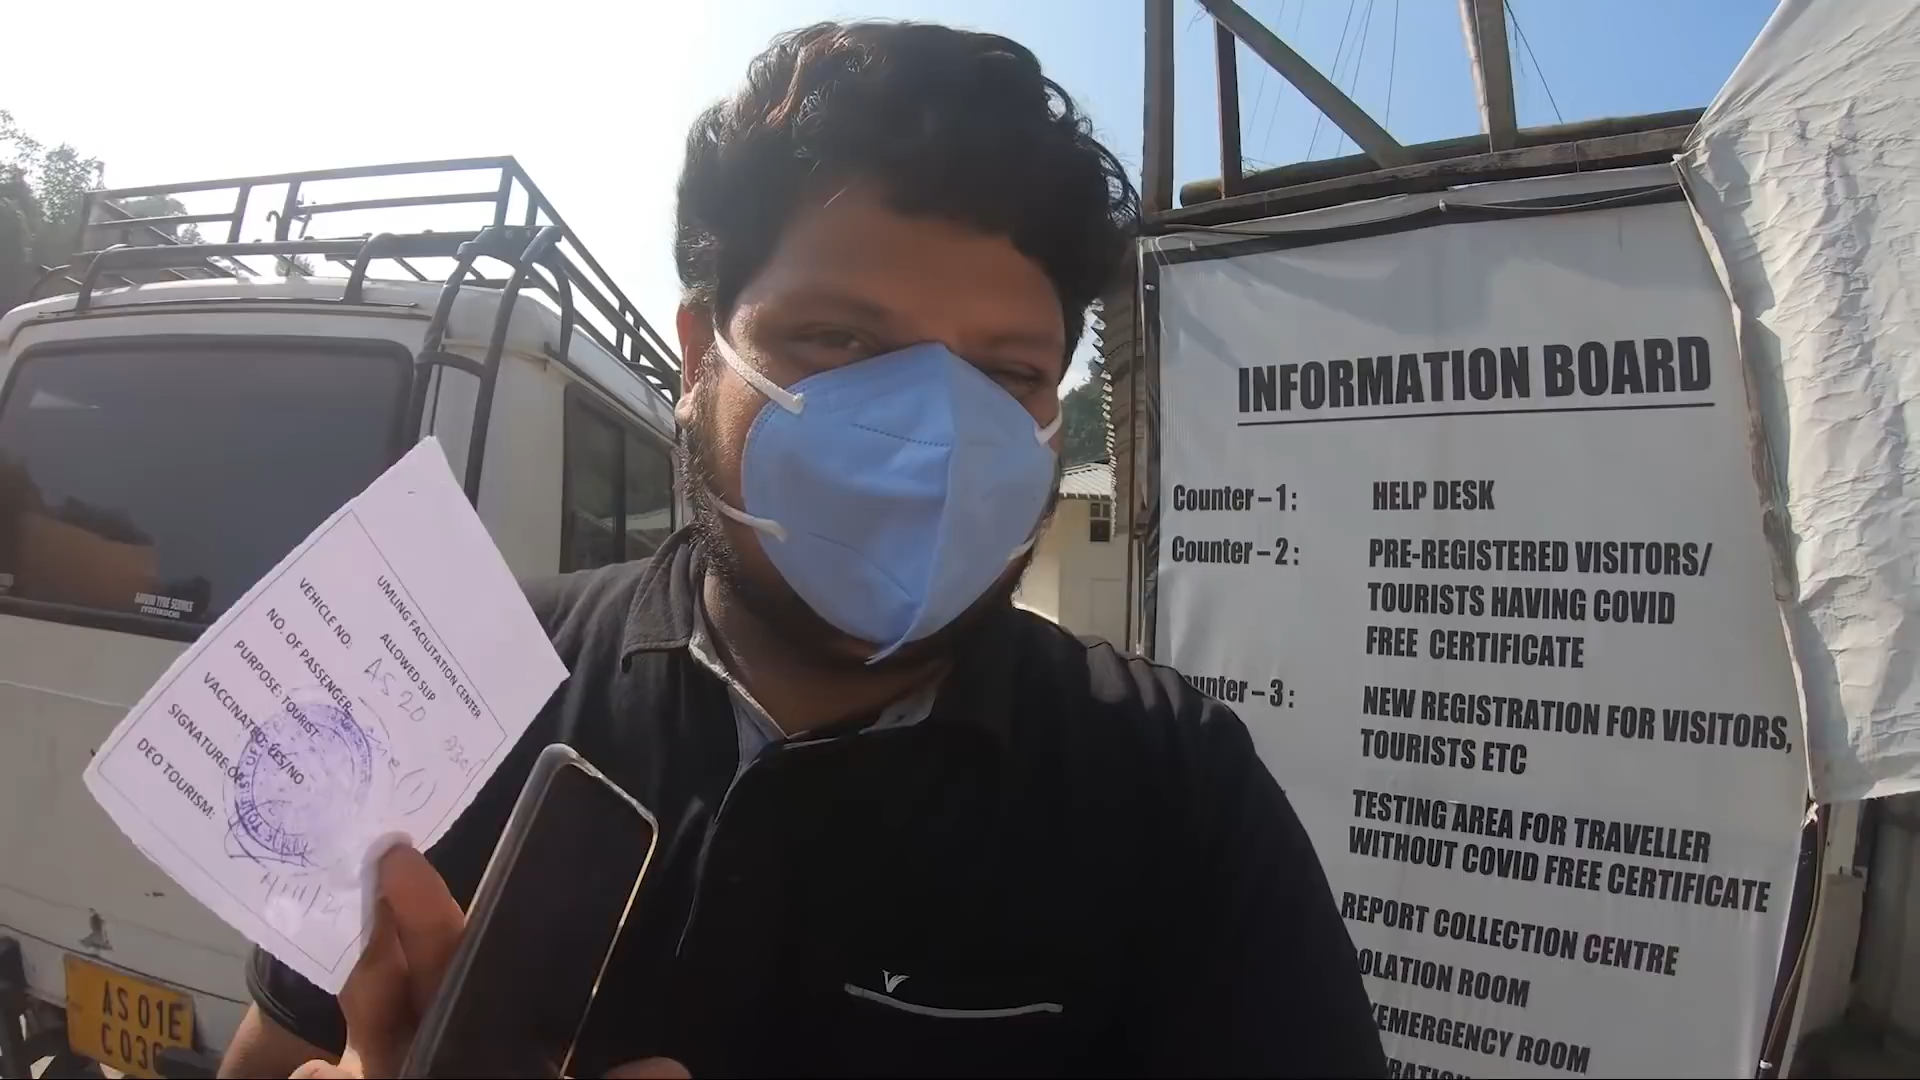 INFORMATION BOARD
Counter – 1 : HELP DESK
Counter – 2 : PRE-REGISTERED VISITORS/
TOURISTS HAVING COVID
FREE CERTIFICATE
unter – 3 : NEW REGISTRATION FOR VISITORS,
TOURISTS ETC
TESTING AREA FOR TRAVELLER
WITHOUT COVID FREE CERTIFICATE
REPORT COLLECTION CENTRE
OLATION ROOM
/EMERGENCY ROOM
UMLING FACILITATION CENTER
ALLOWED SLIP
VEHICLE NO: AS 20
NO. OF PASSENGER:
PURPOSE: TOURIST
VACCINATED: YES/NO
SIGNATURE OF
DEO TOURISM:
AS 01E
C 030